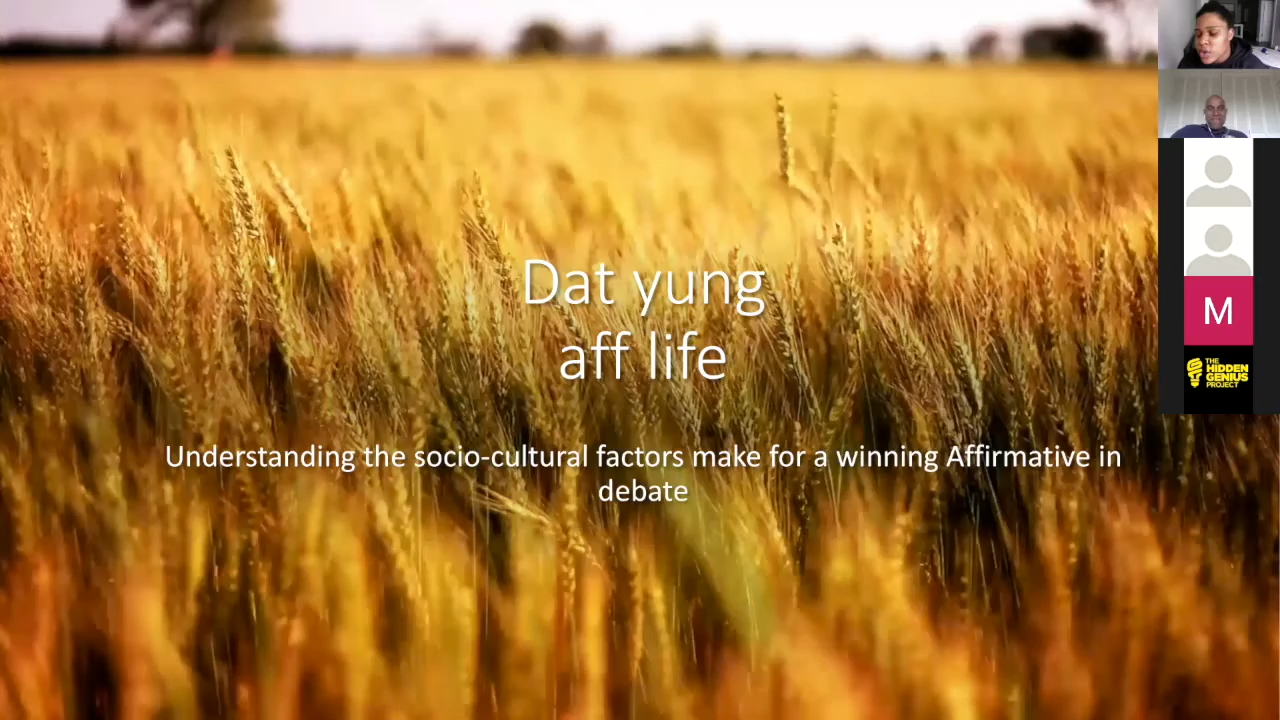 Dat yung
aff life
Understanding the socio-cultural factors make for a winning Affirmative in
debate
M
THE
HIDDEN
GENIUS
PROJECT